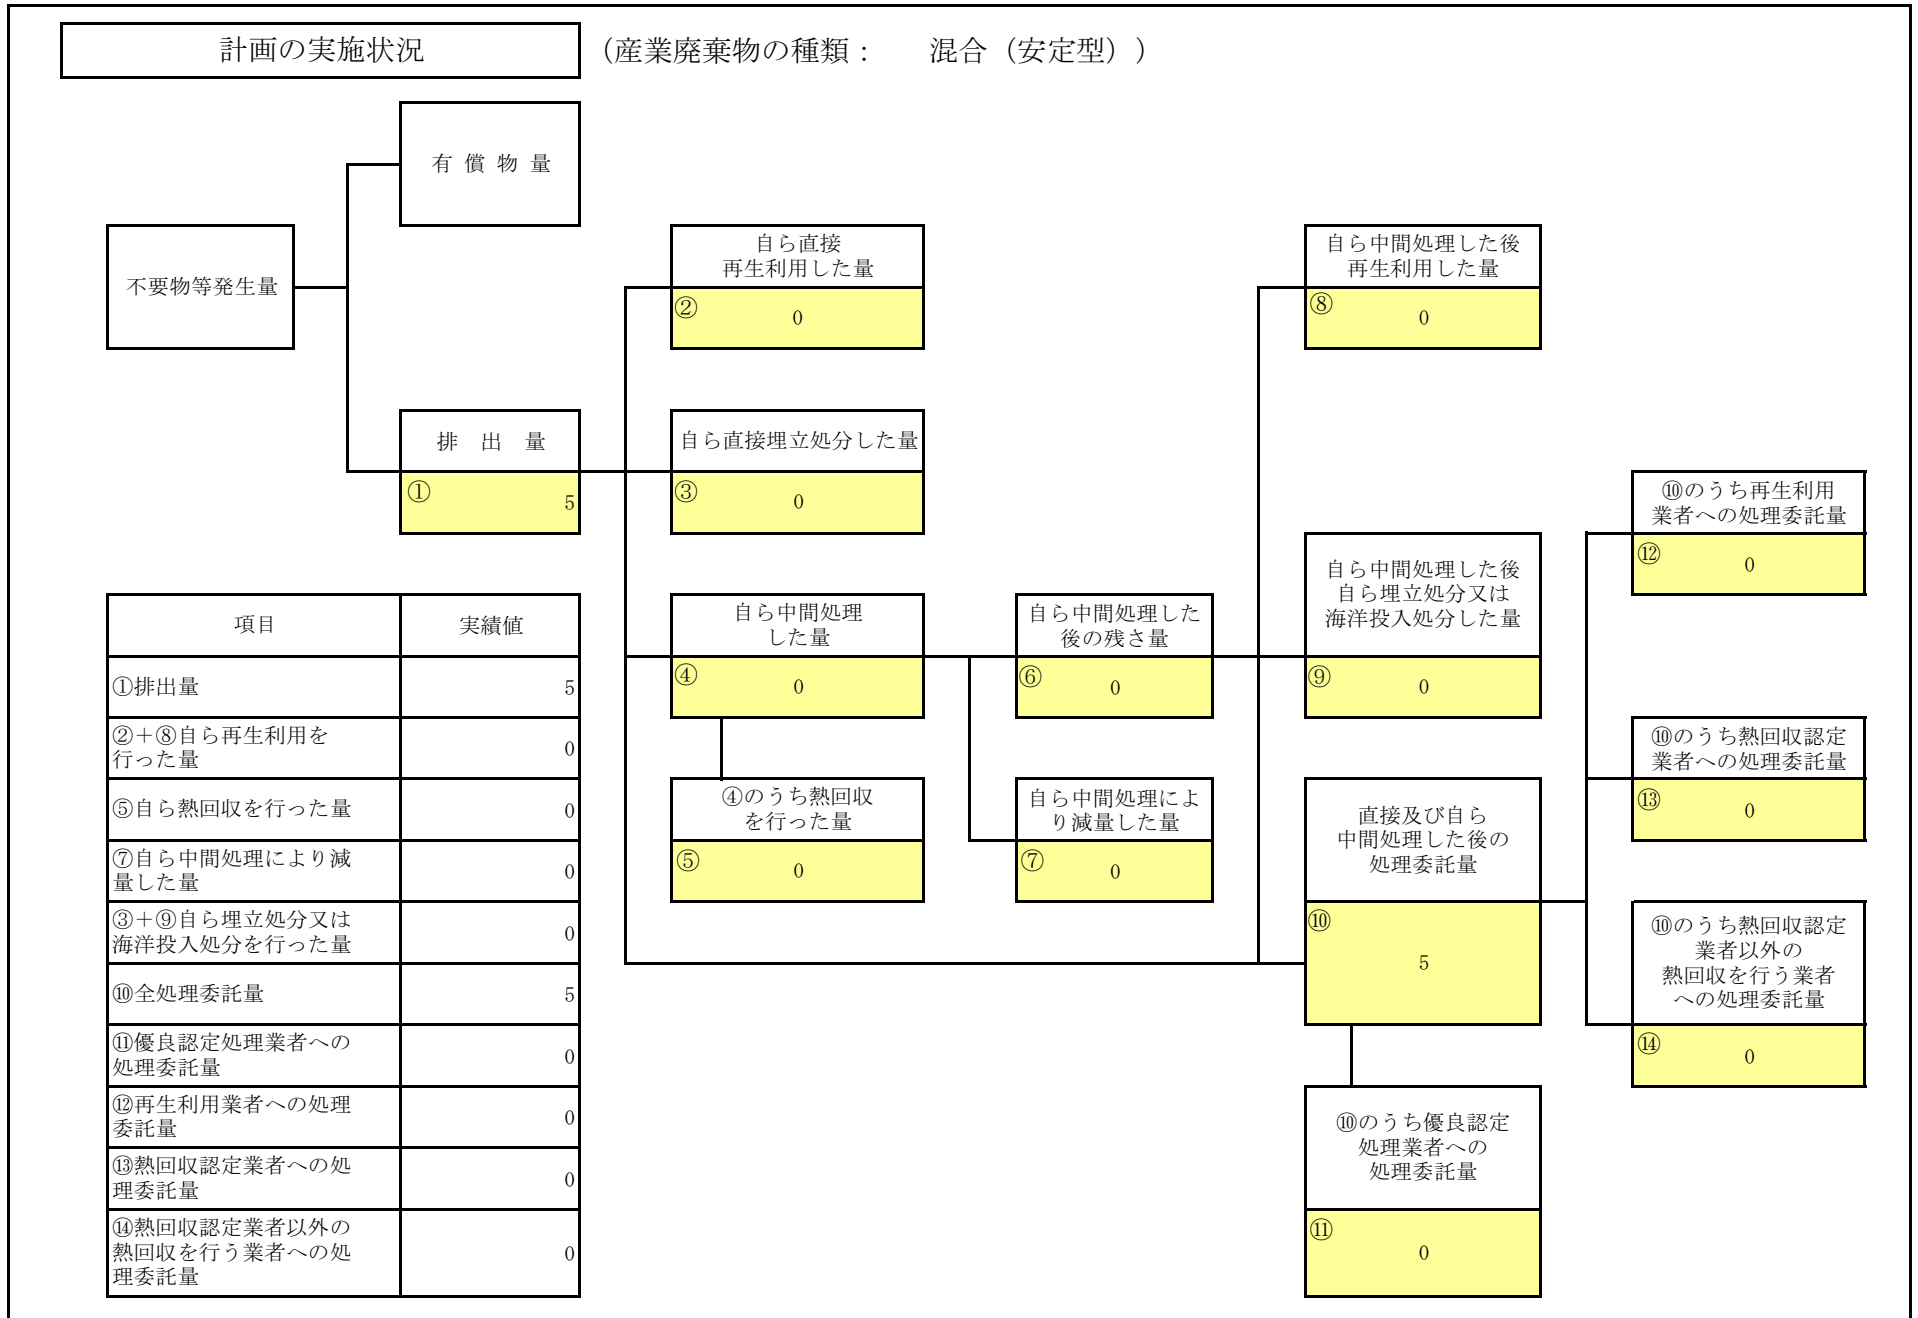 計画の実施状況
（産業廃棄物の種類：　　混合（安定型））
有 償 物 量
不要物等発生量
自ら直接
再生利用した量
②
0
自ら中間処理した後
再生利用した量
⑧
0
排　出　量
①
5
自ら直接埋立処分した量
③
0
⑩のうち再生利用
業者への処理委託量
⑫
0
自ら中間処理した後
自ら埋立処分又は
海洋投入処分した量
⑨
0
自ら中間処理
した量
④
0
自ら中間処理した
後の残さ量
⑥
0
⑩のうち熱回収認定
業者への処理委託量
⑬
0
④のうち熱回収
を行った量
⑤
0
自ら中間処理によ
り減量した量
⑦
0
直接及び自ら
中間処理した後の
処理委託量
⑩
5
⑩のうち熱回収認定
業者以外の
熱回収を行う業者
への処理委託量
⑭
0
⑩のうち優良認定
処理業者への
処理委託量
⑪
0
項目　実績値
①排出量　5
②＋⑧自ら再生利用を
行った量　0
⑤自ら熱回収を行った量　0
⑦自ら中間処理により減
量した量　0
③＋⑨自ら埋立処分又は
海洋投入処分を行った量　0
⑩全処理委託量　5
⑪優良認定処理業者への
処理委託量　0
⑫再生利用業者への処理
委託量　0
⑬熱回収認定業者への処
理委託量　0
⑭熱回収認定業者以外の
熱回収を行う業者への処　0
理委託量